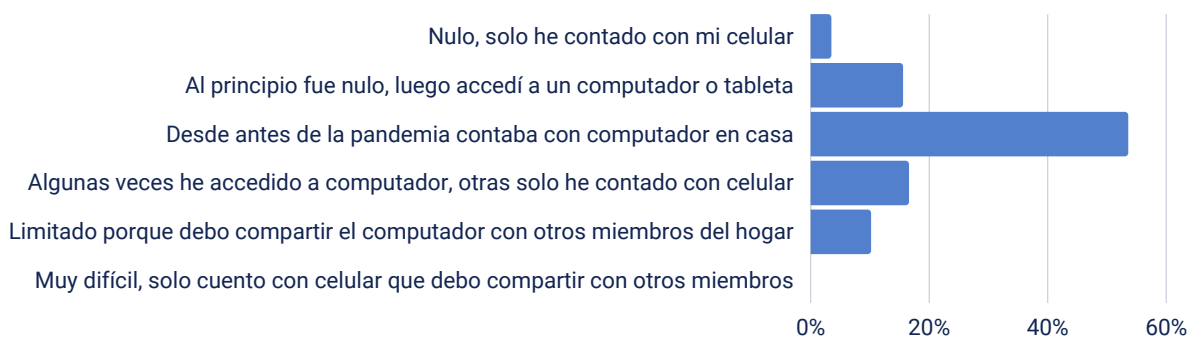 Nulo, solo he contado con mi celular
Al principio fue nulo, luego accedí a un computador o tableta
Desde antes de la pandemia contaba con computador en casa
Algunas veces he accedido a computador, otras solo he contado con celular
Limitado porque debo compartir el computador con otros miembros del hogar
Muy difícil, solo cuento con celular que debo compartir con otros miembros
0% 20% 40% 60%